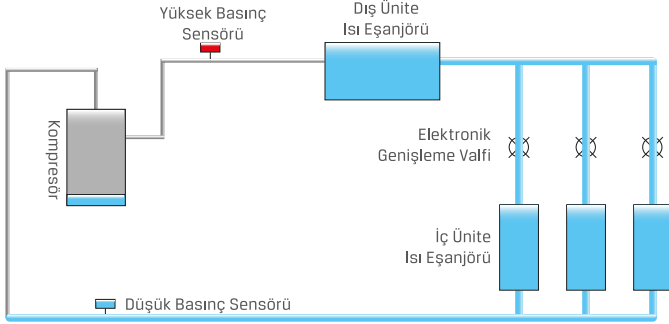 Yüksek Basınç
Sensörü
Dış Ünite
Isı Eşanjörü
Kompresör
Elektronik
Genişleme Valfi
İç Ünite
Isı Eşanjörü
Düşük Basınç Sensörü